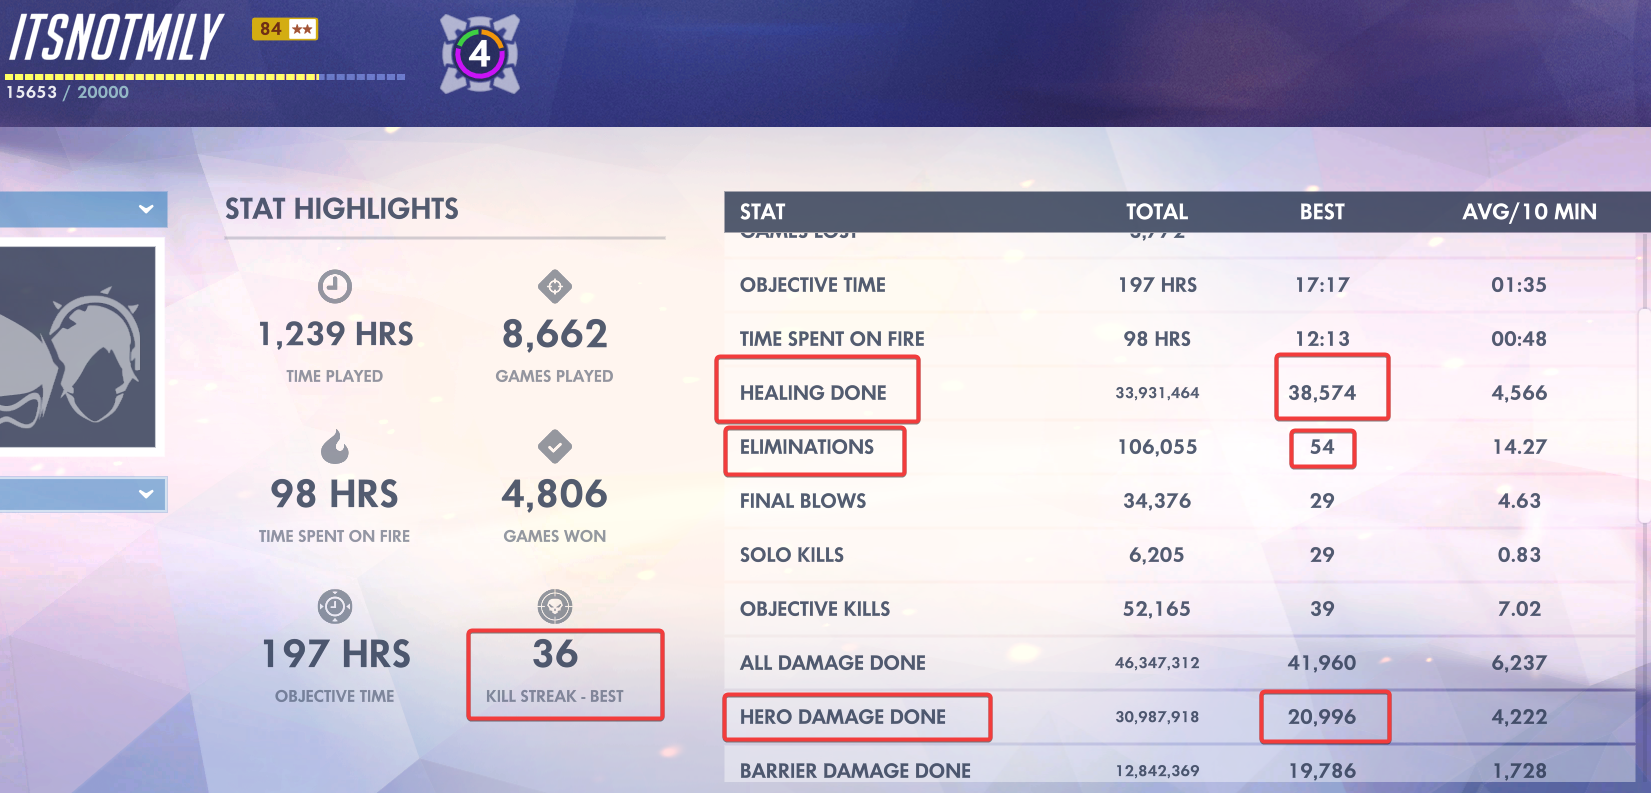 ITSNOTMILY
84
4
15653 / 20000
STAT HIGHLIGHTS
1,239 HRS
TIME PLAYED
8,662
GAMES PLAYED
98 HRS
TIME SPENT ON FIRE
4,806
GAMES WON
197 HRS
OBJECTIVE TIME
36
KILL STREAK - BEST
STAT TOTAL BEST AVG/10 MIN
GAMES LOST 3,772
OBJECTIVE TIME 197 HRS 17:17 01:35
TIME SPENT ON FIRE 98 HRS 12:13 00:48
HEALING DONE 33,931,464 38,574 4,566
ELIMINATIONS 106,055 54 14.27
FINAL BLOWS 34,376 29 4.63
SOLO KILLS 6,205 29 0.83
OBJECTIVE KILLS 52,165 39 7.02
ALL DAMAGE DONE 46,347,312 41,960 6,237
HERO DAMAGE DONE 30,987,918 20,996 4,222
BARRIER DAMAGE DONE 12,842,369 19,786 1,728